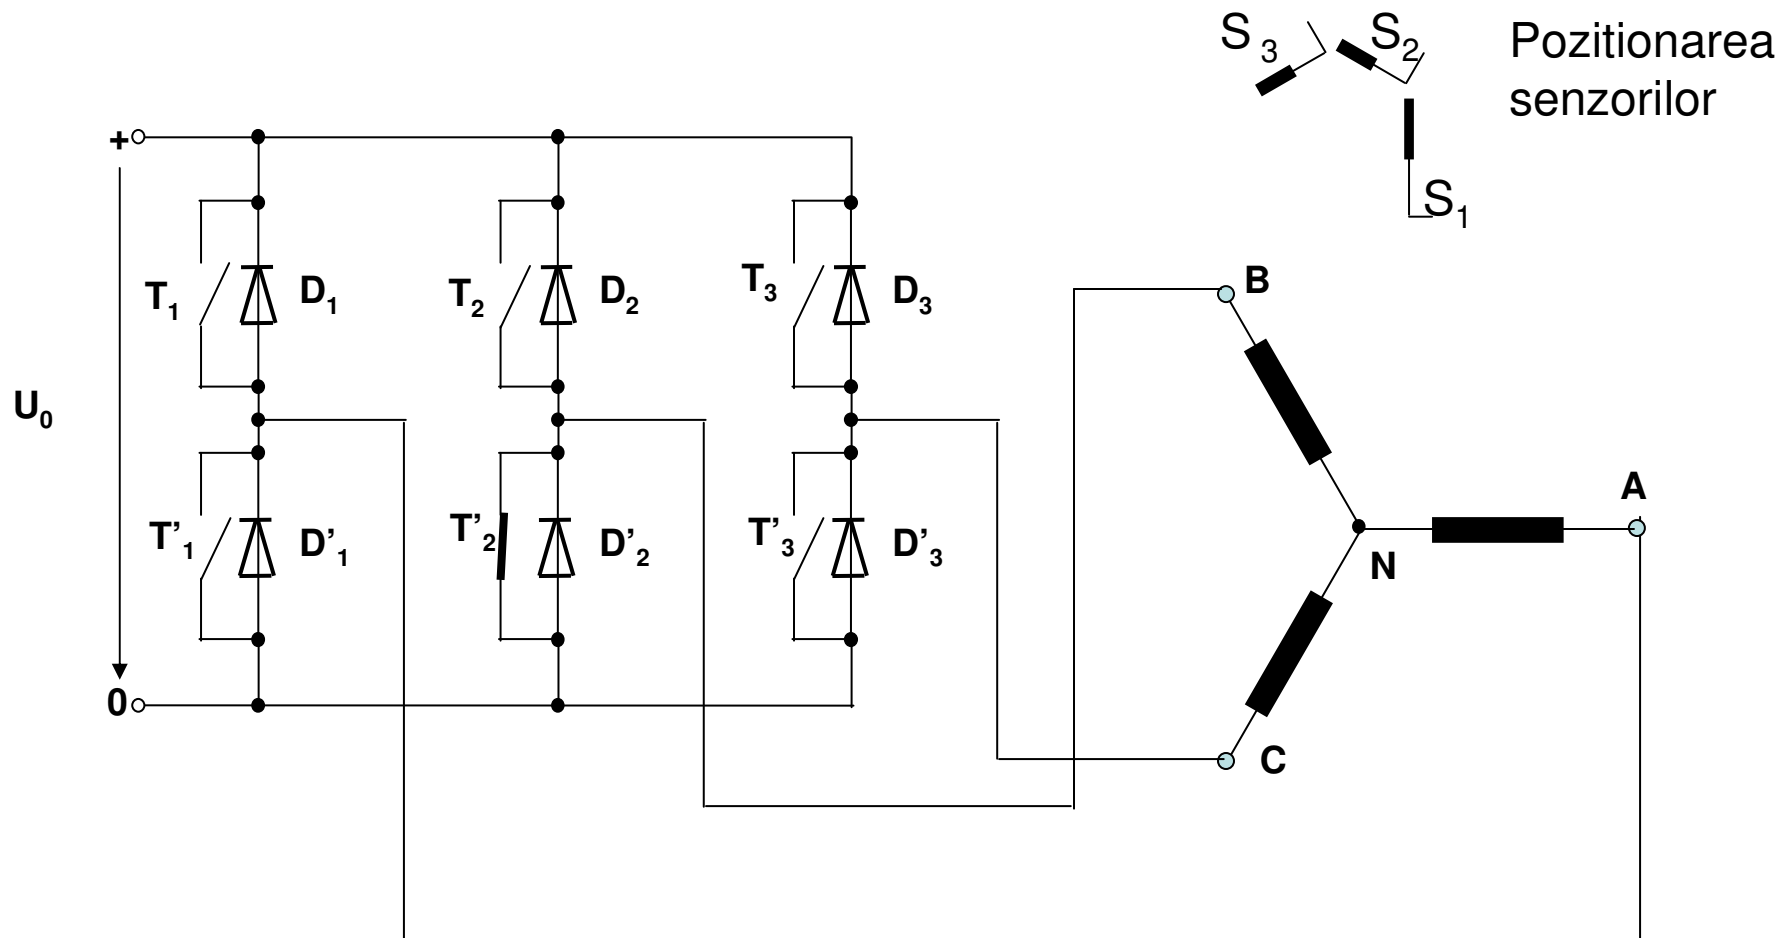 S₃
S₂
Pozitionarea
senzorilor
S₁
+
T₁
D₁
T₂
D₂
T₃
D₃
B
U₀
A
T’₁
D’₁
T’₂
D’₂
T’₃
D’₃
N
0
C